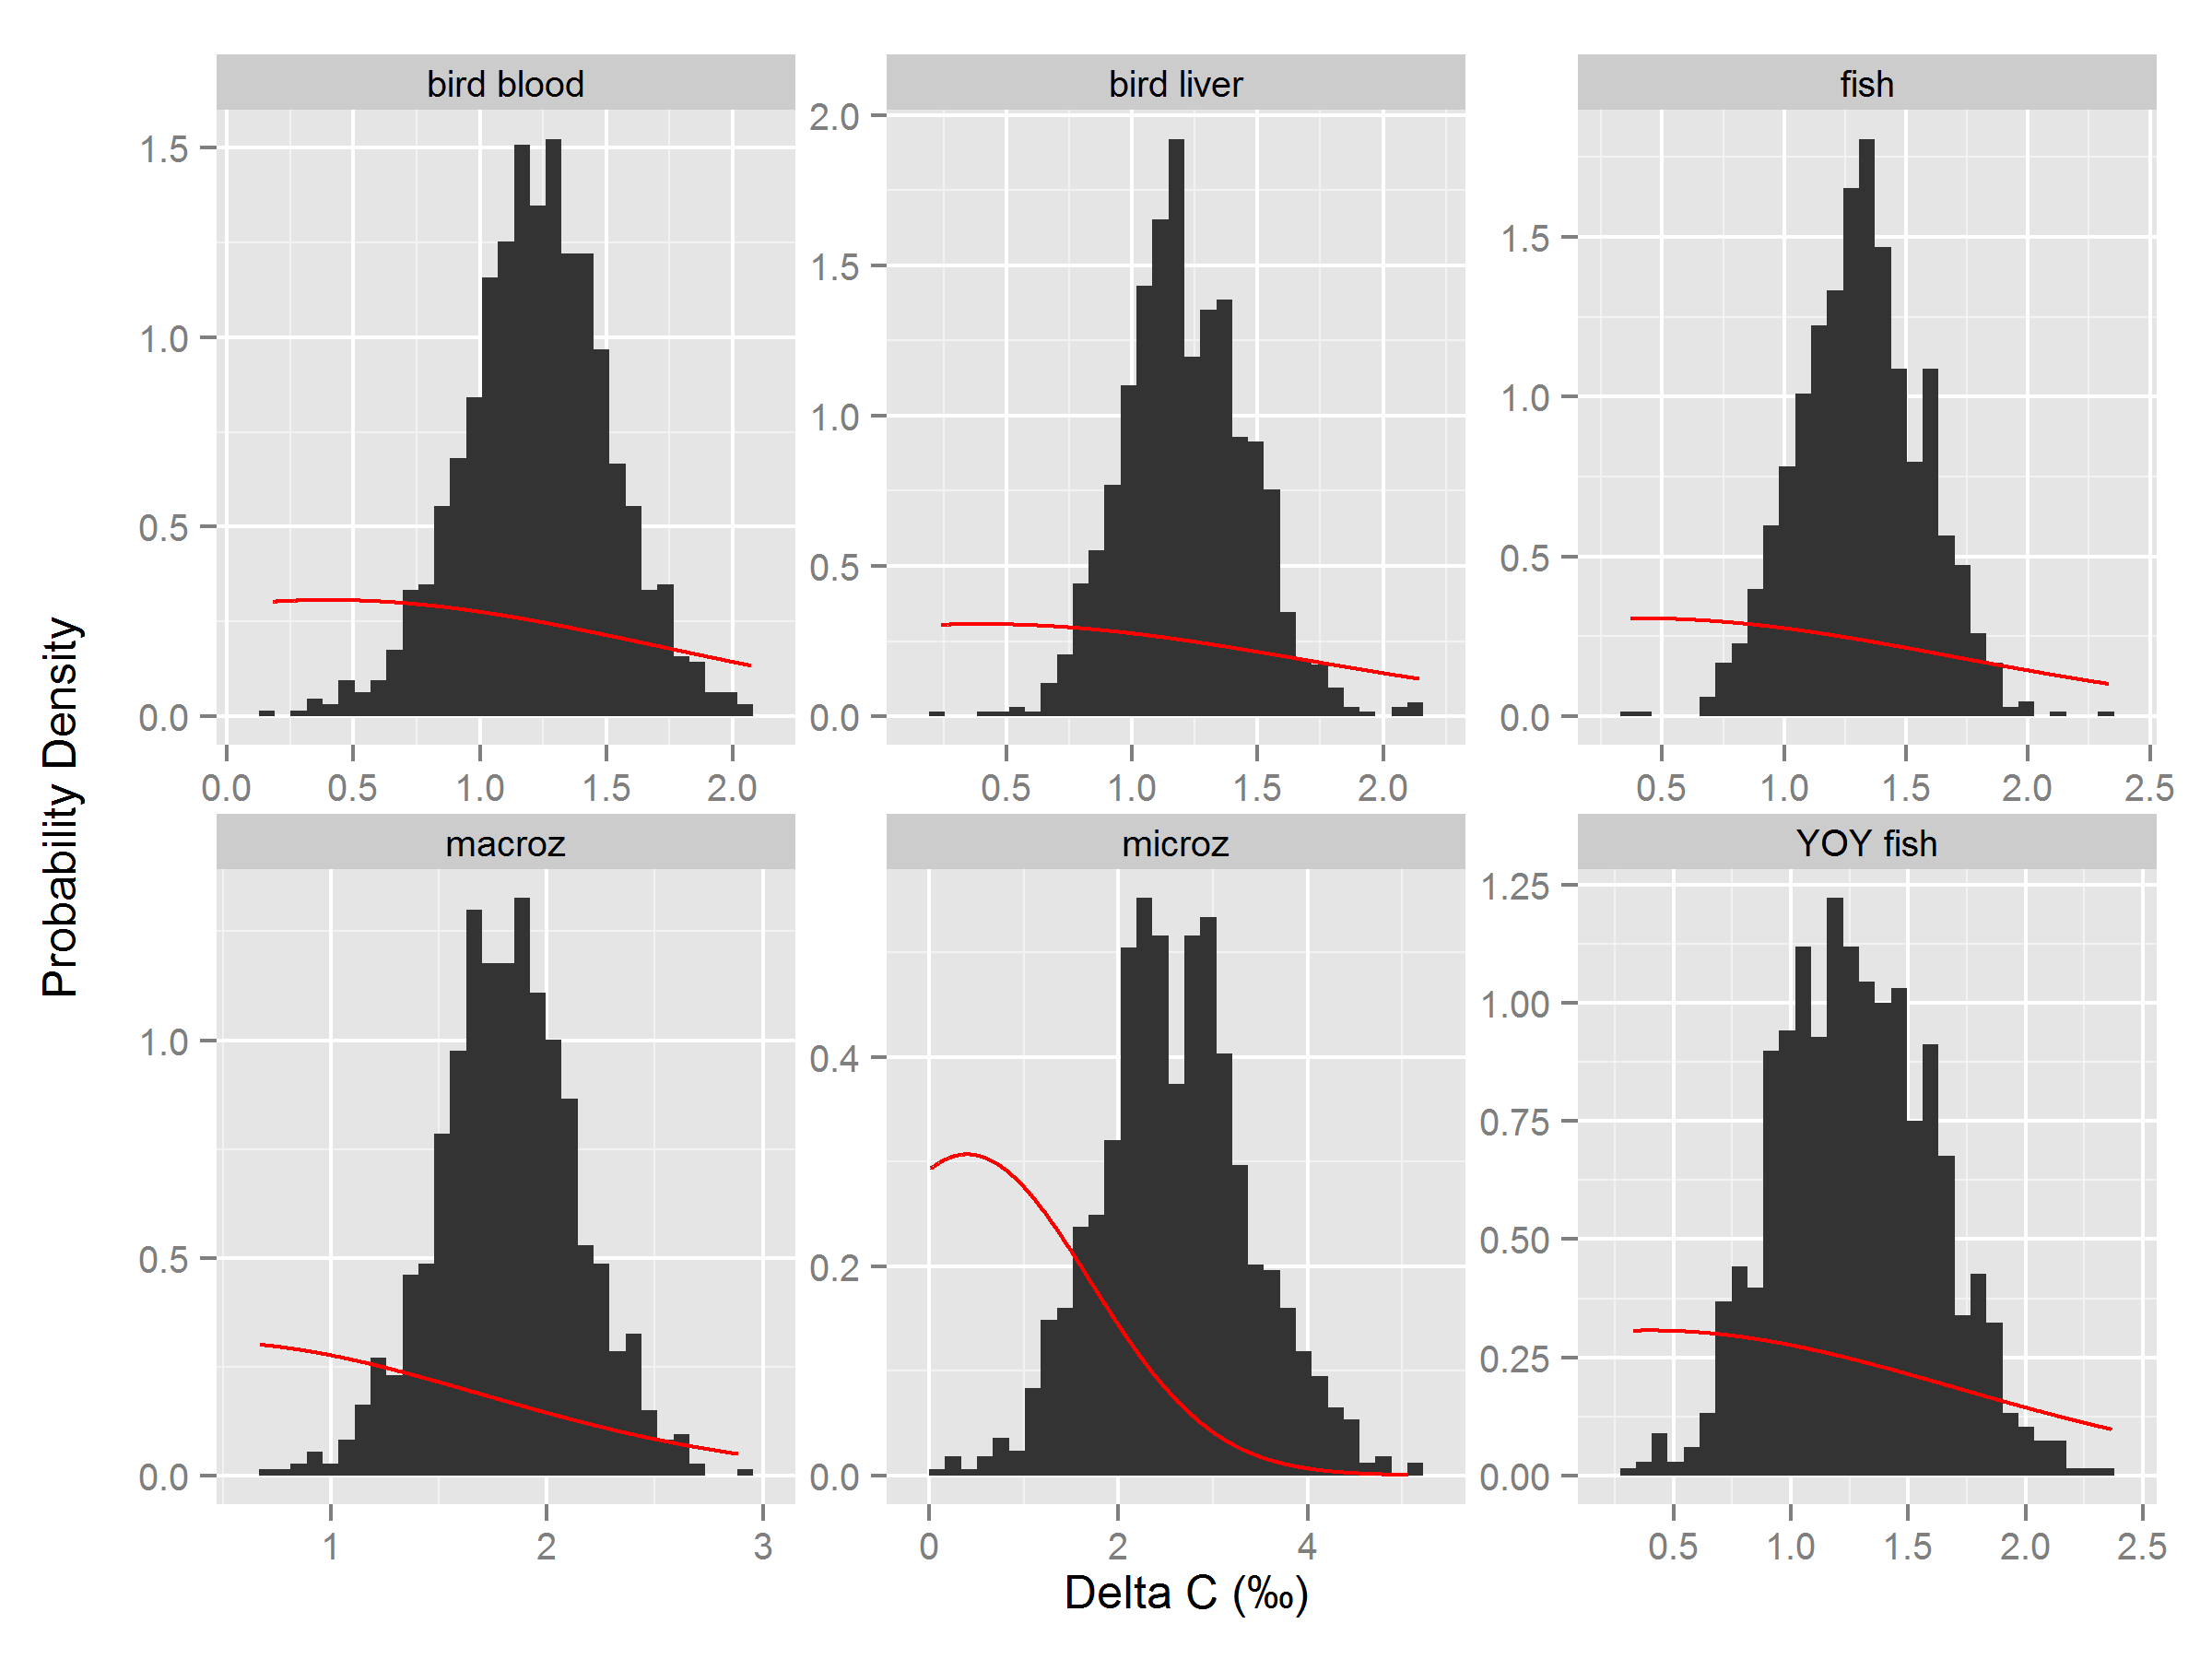 bird blood
bird liver
fish
1.5
1.0
0.5
0.0
2.0
1.5
1.0
0.5
0.0
1.5
1.0
0.5
0.0
0.0 0.5 1.0 1.5 2.0
0.5 1.0 1.5 2.0
0.5 1.0 1.5 2.0 2.5
Probability Density
macroz
microz
YOY fish
1.0
0.5
0.0
0.4
0.2
0.0
1.25
1.00
0.75
0.50
0.25
0.00
1 2 3
0 2 4
0.5 1.0 1.5 2.0 2.5
Delta C (‰)